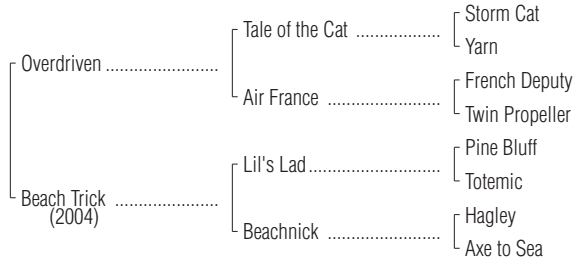 Storm Cat
Tale of the Cat ..................
Yarn
Overdriven ........................
French Deputy
Air France ........................
Twin Propeller
Pine Bluff
Lil's Lad ............................
Totemic
Beach Trick ......................
(2004)
Hagley
Beachnick ........................
Axe to Sea